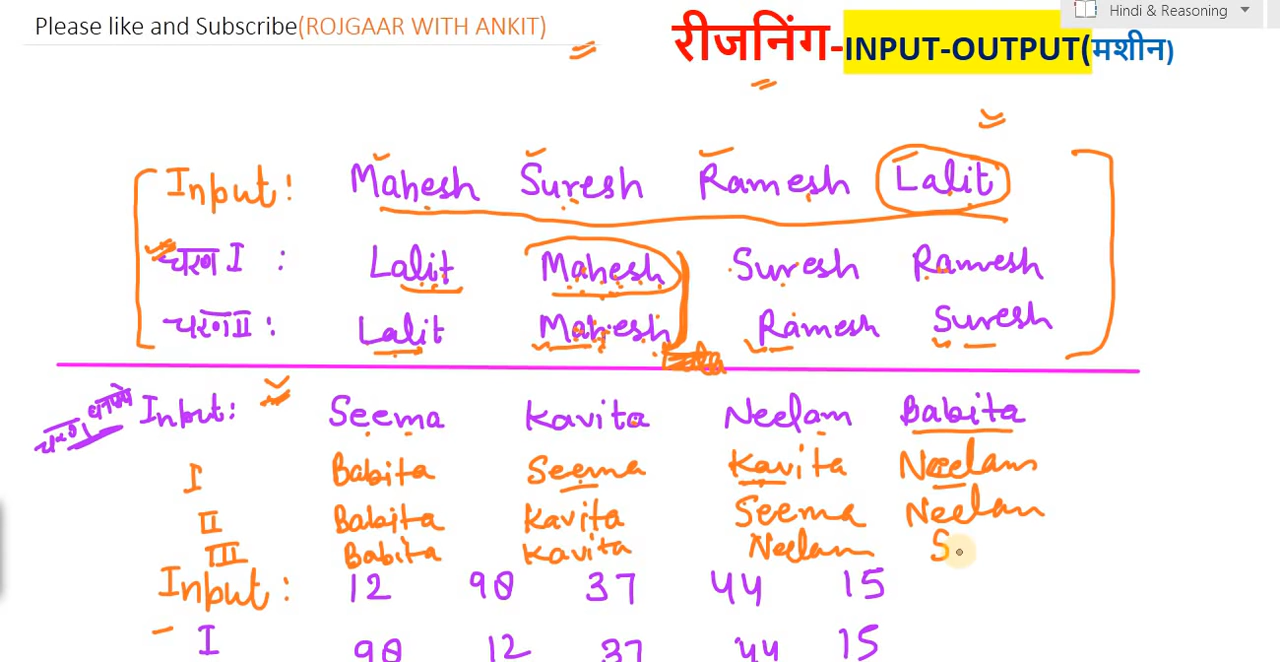 Hindi & Reasoning
Please like and Subscribe(ROJGAAR WITH ANKIT)
रीजनिंग-INPUT-OUTPUT(मशीन)
Input: Mahesh Suresh Ramesh Lalit
चरण I : Lalit Mahesh Suresh Ramesh
चरण II : Lalit Mahesh Ramesh Suresh
Input: Seema Kavita Neelam Babita
I Babita Seema Kavita Neelam
II Babita Kavita Seema Neelam
III Babita Kavita Neelam S
Input: 12 90 37 44 15
I 90 12 37 44 15